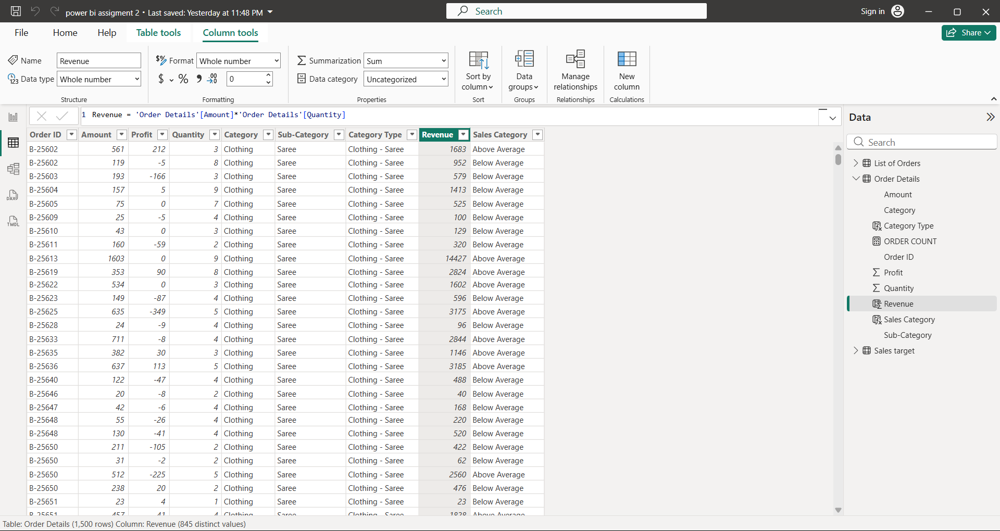 power bi assigment 2 • Last saved: Yesterday at 11:48 PM
Search
Sign in
File Home Help Table tools Column tools
Share
Name Revenue
Data type Whole number
Structure
Format Whole number
$ % 0
Formatting
Summarization Sum
Data category Uncategorized
Properties
Sort by
column
Sort
Data
groups
Groups
Manage
relationships
Relationships
New
column
Calculations
1 Revenue = 'Order Details'[Amount]*'Order Details'[Quantity]
Order ID Amount Profit Quantity Category Sub-Category Category Type Revenue Sales Category
B-25602 561 212 3 Clothing Saree Clothing - Saree 1683 Above Average
B-25602 119 -5 8 Clothing Saree Clothing - Saree 952 Below Average
B-25603 193 -166 3 Clothing Saree Clothing - Saree 579 Below Average
B-25604 157 5 9 Clothing Saree Clothing - Saree 1413 Below Average
B-25605 75 0 7 Clothing Saree Clothing - Saree 525 Below Average
B-25609 25 -5 4 Clothing Saree Clothing - Saree 100 Below Average
B-25610 43 0 3 Clothing Saree Clothing - Saree 129 Below Average
B-25611 160 -59 2 Clothing Saree Clothing - Saree 320 Below Average
B-25613 1603 0 9 Clothing Saree Clothing - Saree 14427 Above Average
B-25619 353 90 8 Clothing Saree Clothing - Saree 2824 Above Average
B-25622 534 0 3 Clothing Saree Clothing - Saree 1602 Above Average
B-25623 149 -87 4 Clothing Saree Clothing - Saree 596 Below Average
B-25625 635 -349 5 Clothing Saree Clothing - Saree 3175 Above Average
B-25628 24 -9 4 Clothing Saree Clothing - Saree 96 Below Average
B-25633 711 -8 4 Clothing Saree Clothing - Saree 2844 Above Average
B-25635 382 30 3 Clothing Saree Clothing - Saree 1146 Above Average
B-25636 637 113 5 Clothing Saree Clothing - Saree 3185 Above Average
B-25640 122 -47 4 Clothing Saree Clothing - Saree 488 Below Average
B-25646 20 -8 2 Clothing Saree Clothing - Saree 40 Below Average
B-25647 42 -6 4 Clothing Saree Clothing - Saree 168 Below Average
B-25648 55 -26 4 Clothing Saree Clothing - Saree 220 Below Average
B-25648 130 -41 4 Clothing Saree Clothing - Saree 520 Below Average
B-25650 211 -105 2 Clothing Saree Clothing - Saree 422 Below Average
B-25650 31 -2 2 Clothing Saree Clothing - Saree 62 Below Average
B-25650 512 -225 5 Clothing Saree Clothing - Saree 2560 Above Average
B-25650 238 20 2 Clothing Saree Clothing - Saree 476 Below Average
B-25651 23 4 1 Clothing Saree Clothing - Saree 23 Below Average
DAX
TMDL
Data
Search
List of Orders
Order Details
Amount
Category
Category Type
ORDER COUNT
Order ID
Profit
Quantity
Revenue
Sales Category
Sub-Category
Sales target
Table: Order Details (1,500 rows) Column: Revenue (845 distinct values)